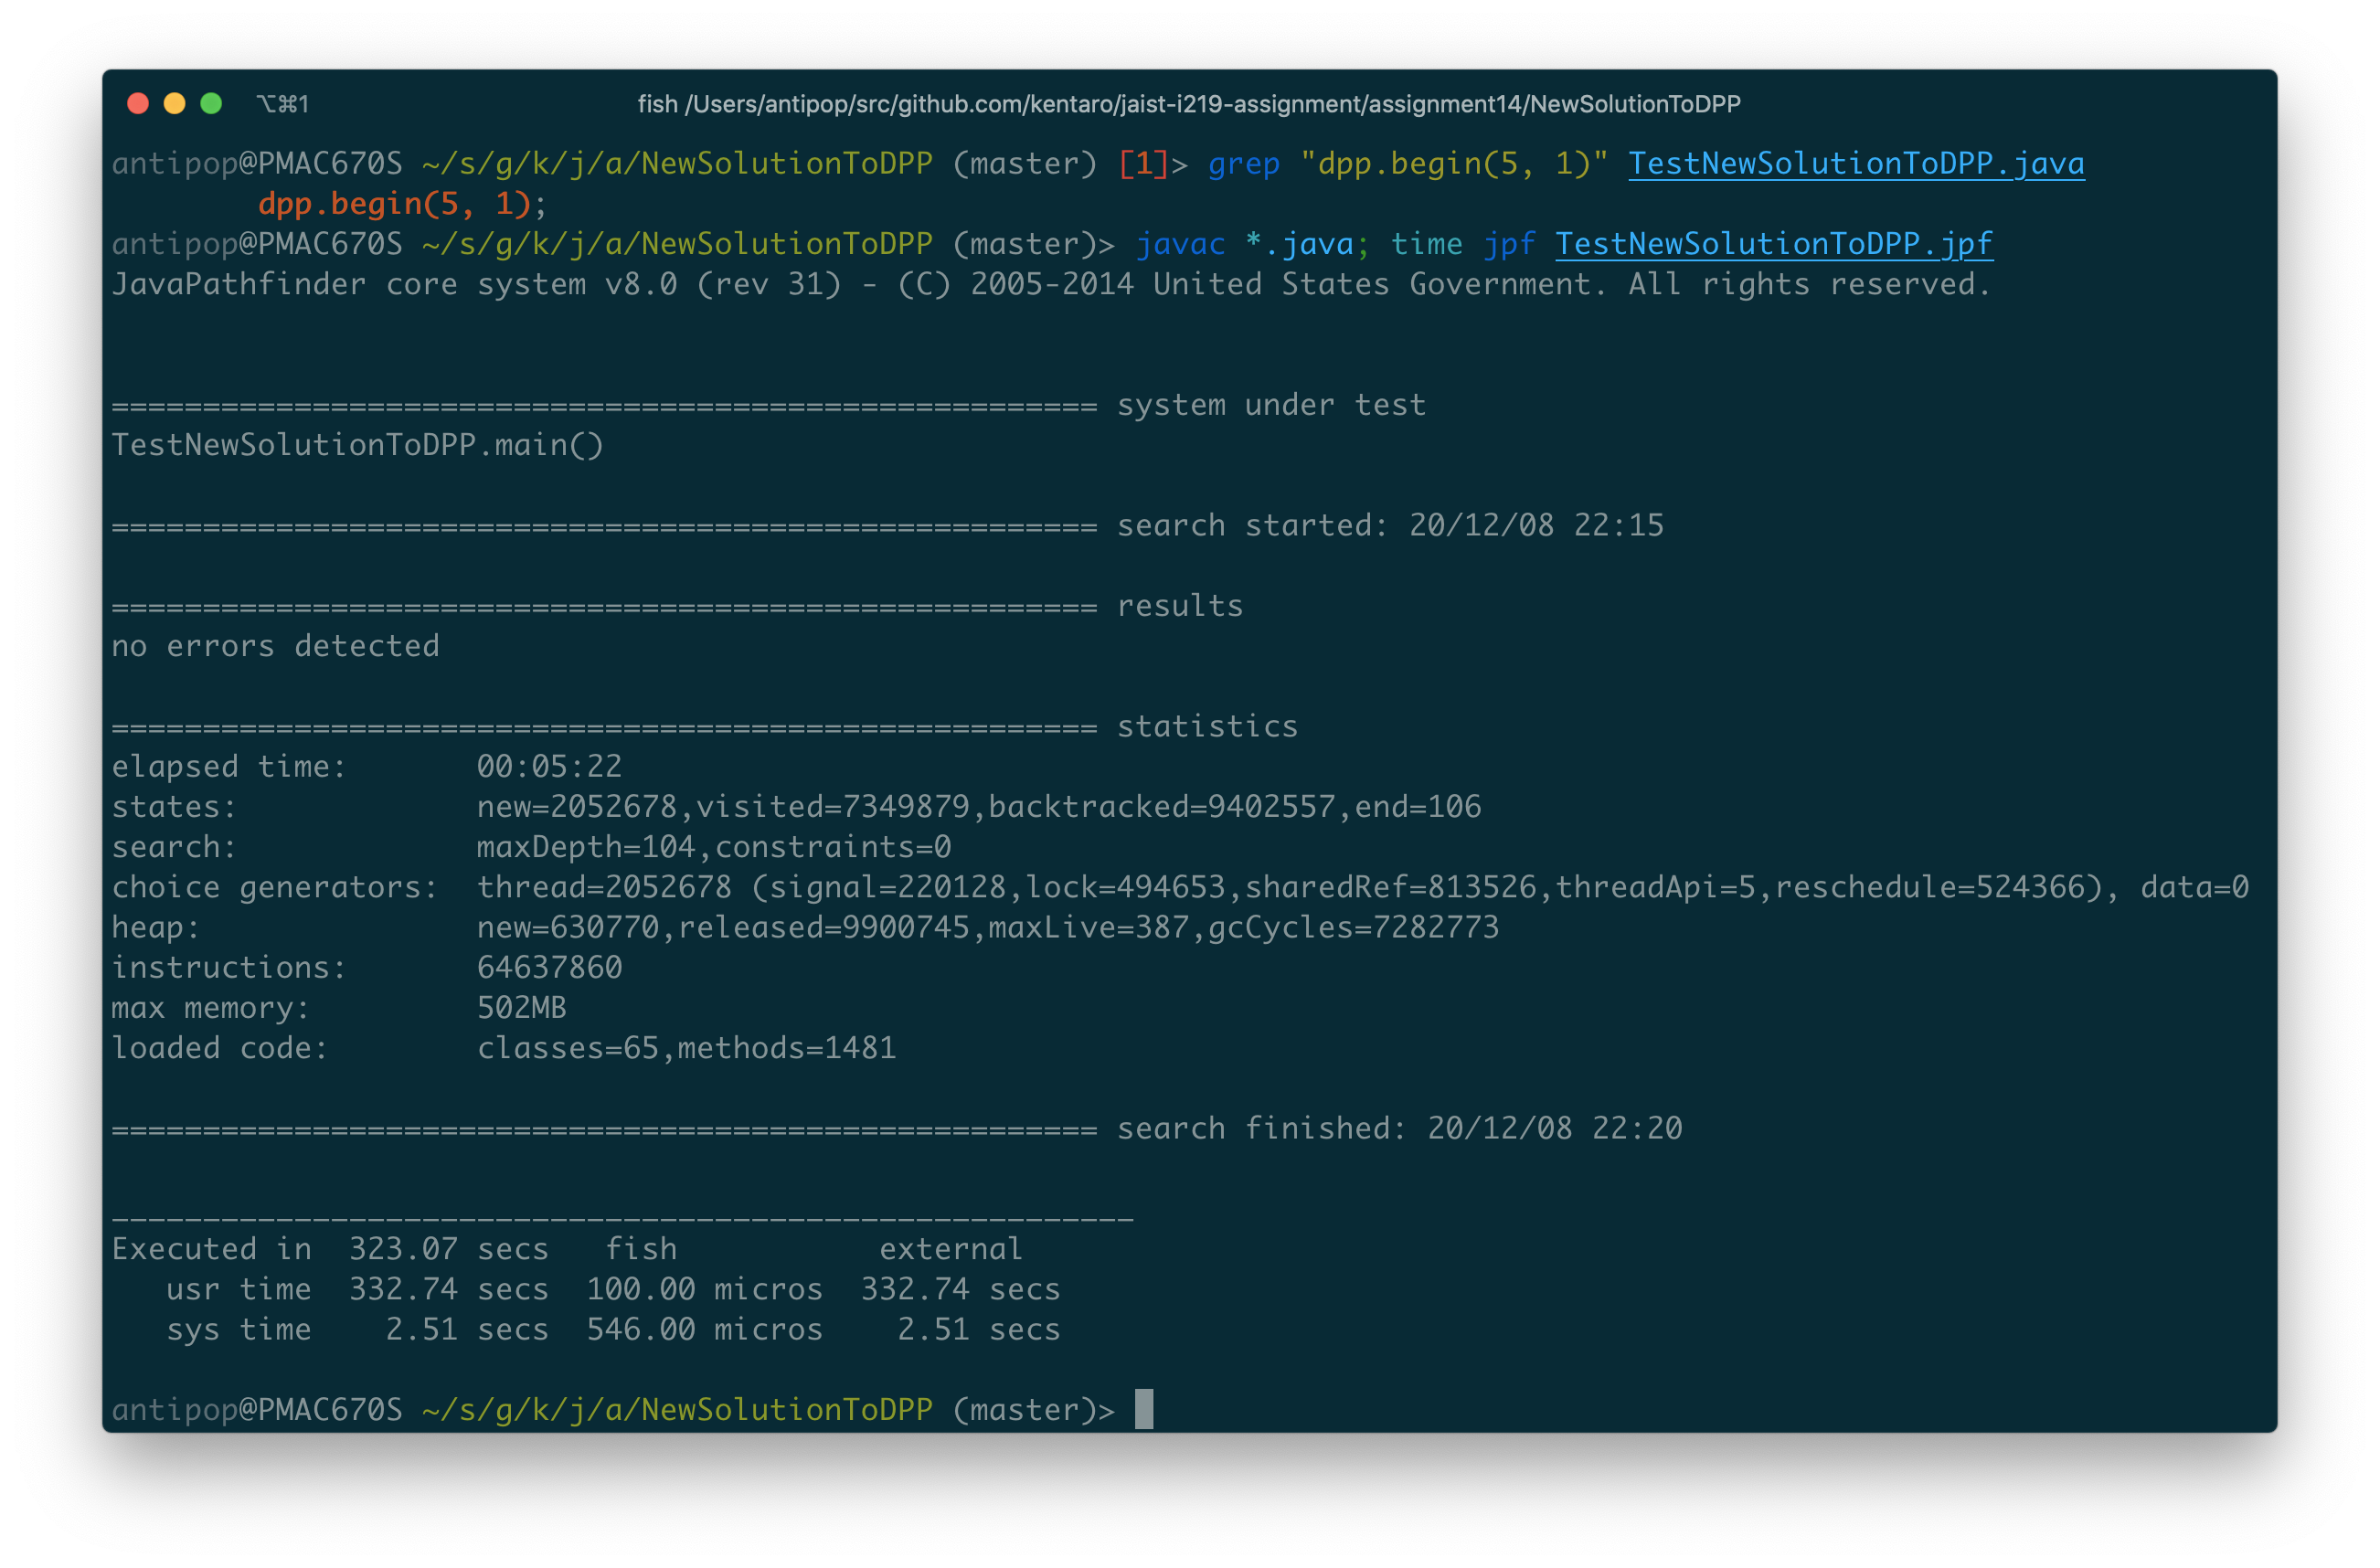 ⌥⌘1 fish /Users/antipop/src/github.com/kentaro/jaist-i219-assignment/assignment14/NewSolutionToDPP
antipop@PMAC670S ~/s/g/k/j/a/NewSolutionToDPP (master) [1]> grep "dpp.begin(5, 1)" TestNewSolutionToDPP.java
        dpp.begin(5, 1);
antipop@PMAC670S ~/s/g/k/j/a/NewSolutionToDPP (master)> javac *.java; time jpf TestNewSolutionToDPP.jpf
JavaPathfinder core system v8.0 (rev 31) - (C) 2005-2014 United States Government. All rights reserved.
====================================================== system under test
TestNewSolutionToDPP.main()
====================================================== search started: 20/12/08 22:15
====================================================== results
no errors detected
====================================================== statistics
elapsed time:       00:05:22
states:             new=2052678,visited=7349879,backtracked=9402557,end=106
search:             maxDepth=104,constraints=0
choice generators:  thread=2052678 (signal=220128,lock=494653,sharedRef=813526,threadApi=5,reschedule=524366), data=0
heap:               new=630770,released=9900745,maxLive=387,gcCycles=7282773
instructions:       64637860
max memory:         502MB
loaded code:        classes=65,methods=1481
====================================================== search finished: 20/12/08 22:20
________________________________________________________
Executed in  323.07 secs   fish           external
   usr time  332.74 secs  100.00 micros  332.74 secs
   sys time    2.51 secs  546.00 micros    2.51 secs
antipop@PMAC670S ~/s/g/k/j/a/NewSolutionToDPP (master)>